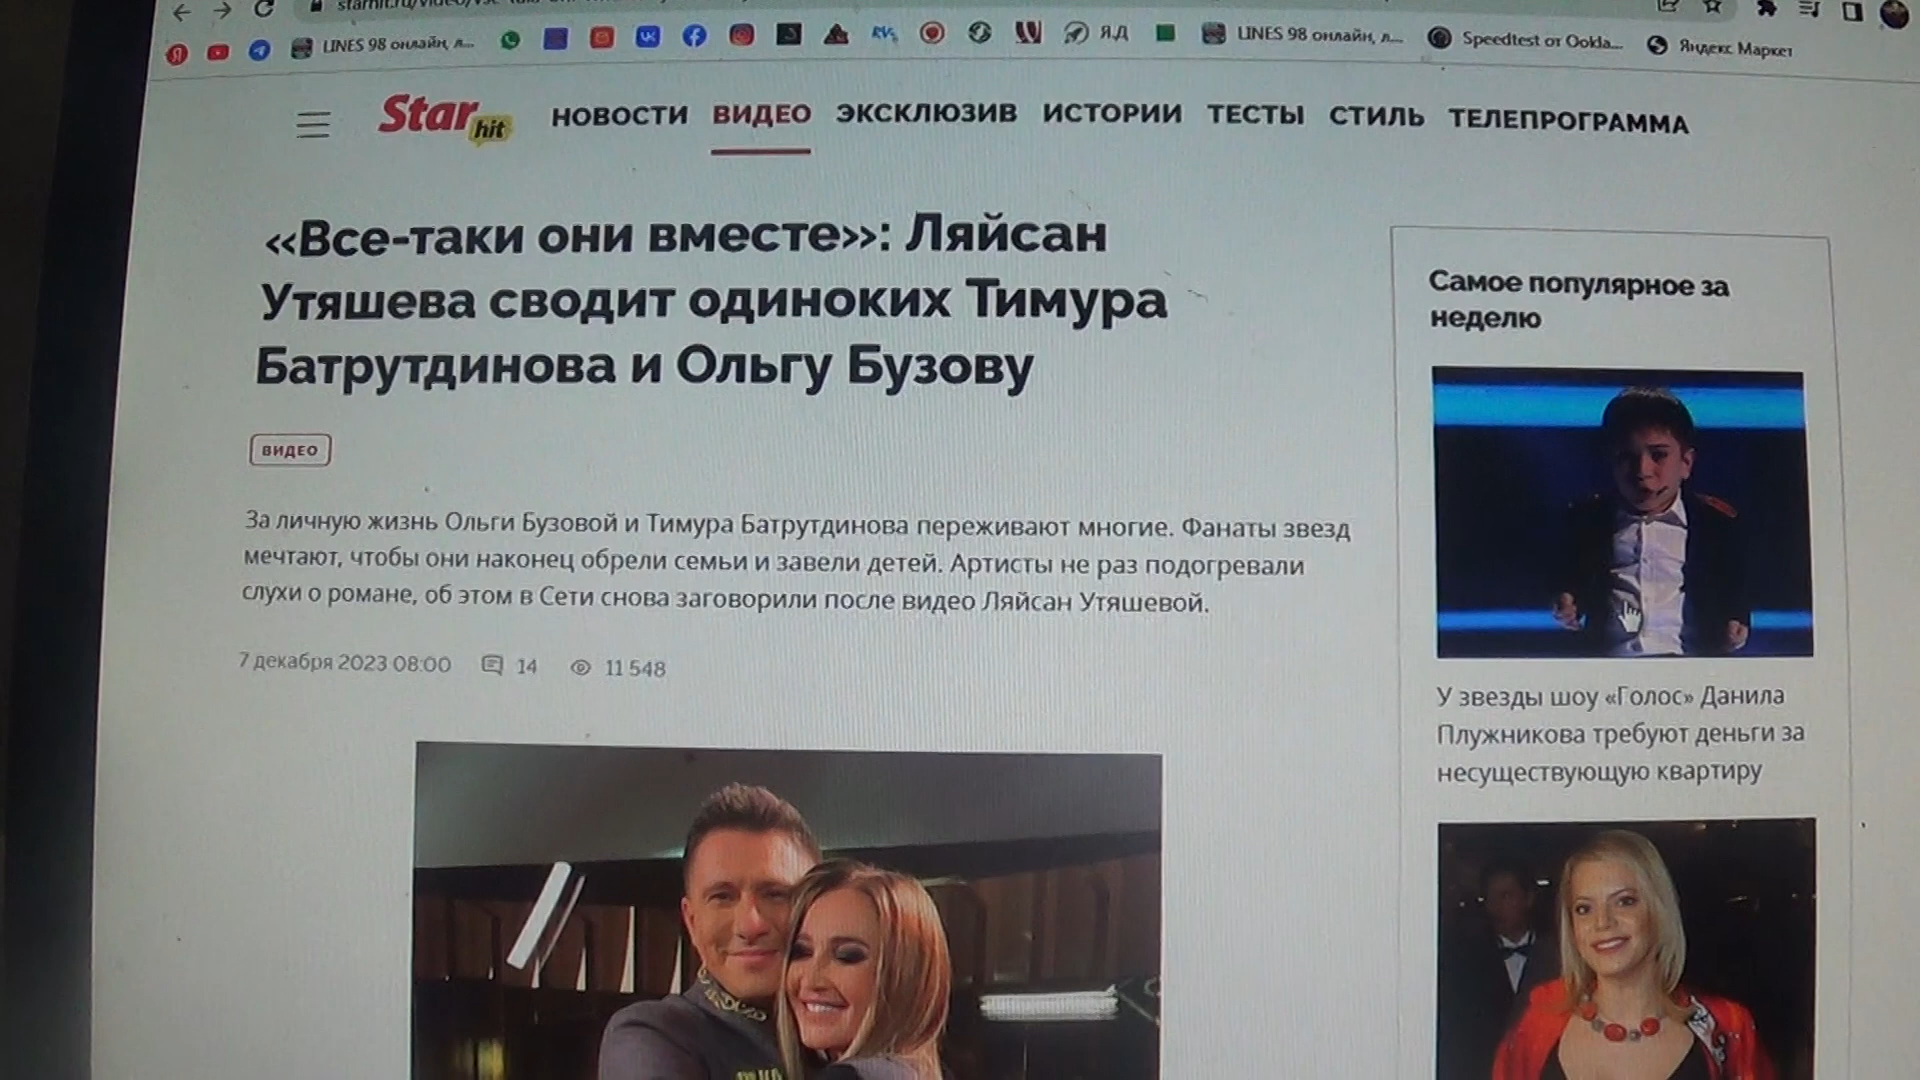 LINES 98 онлайн, л...
Я.Д
LINES 98 онлайн, л...
Speedtest от Ookla...
Яндекс Маркет
Star hit
НОВОСТИ ВИДЕО ЭКСКЛЮЗИВ ИСТОРИИ ТЕСТЫ СТИЛЬ ТЕЛЕПРОГРАММА
«Все-таки они вместе»: Ляйсан
Утяшева сводит одиноких Тимура
Батрутдинова и Ольгу Бузову
ВИДЕО
За личную жизнь Ольги Бузовой и Тимура Батрутдинова переживают многие. Фанаты звезд
мечтают, чтобы они наконец обрели семьи и завели детей. Артисты не раз подогревали
слухи о романе, об этом в Сети снова заговорили после видео Ляйсан Утяшевой.
7 декабря 2023 08:00 14 11 548
Самое популярное за
неделю
У звезды шоу «Голос» Данила
Плужникова требуют деньги за
несуществующую квартиру